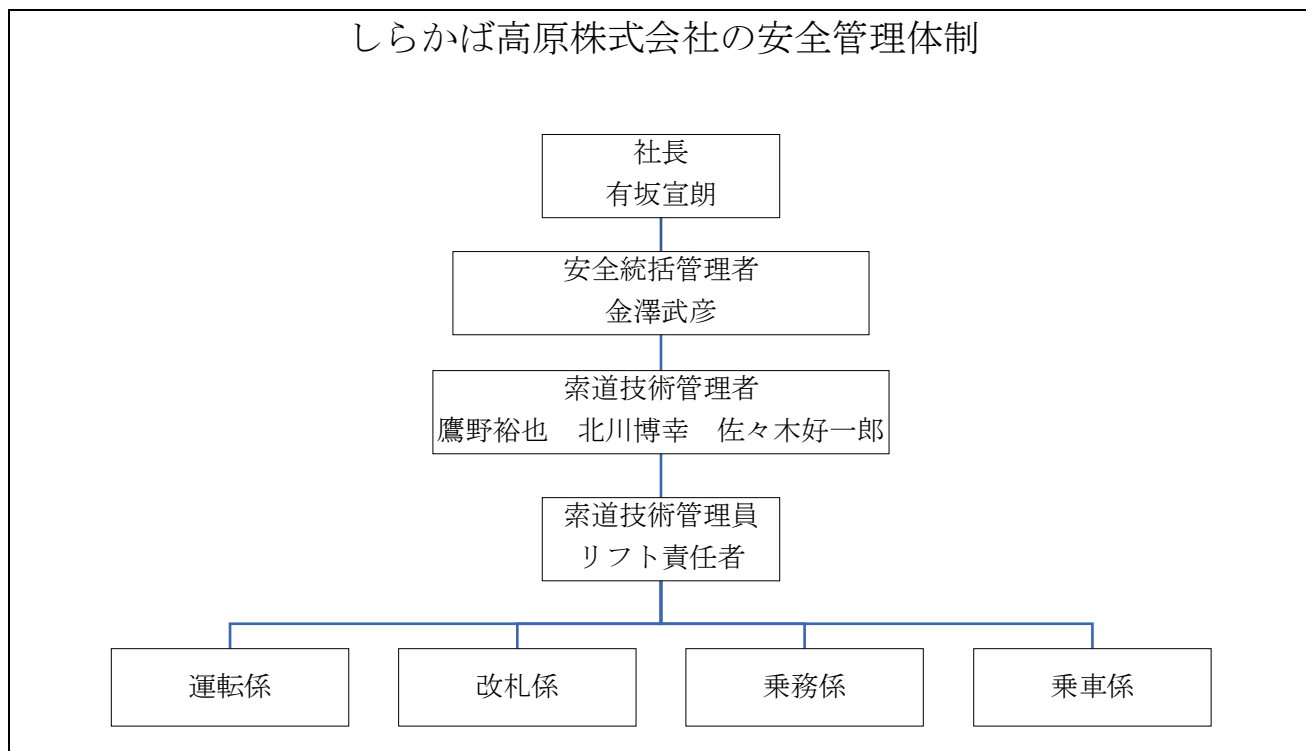 しらかば高原株式会社の安全管理体制
社長
有坂宣朗
安全統括管理者
金澤武彦
索道技術管理者
鷹野裕也　北川博幸　佐々木好一郎
索道技術管理員
リフト責任者
運転係
改札係
乗務係
乗車係